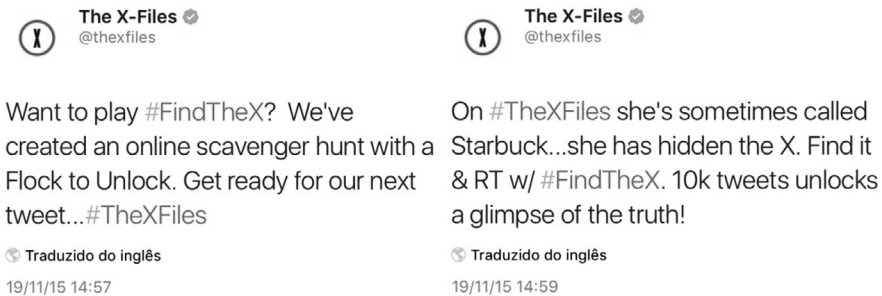 The X-Files
@thexfiles
Want to play #FindTheX? We've
created an online scavenger hunt with a
Flock to Unlock. Get ready for our next
tweet...#TheXFiles
Traduzido do inglês
19/11/15 14:57
The X-Files
@thexfiles
On #TheXFiles she's sometimes called
Starbuck...she has hidden the X. Find it
& RT w/ #FindTheX. 10k tweets unlocks
a glimpse of the truth!
Traduzido do inglês
19/11/15 14:59